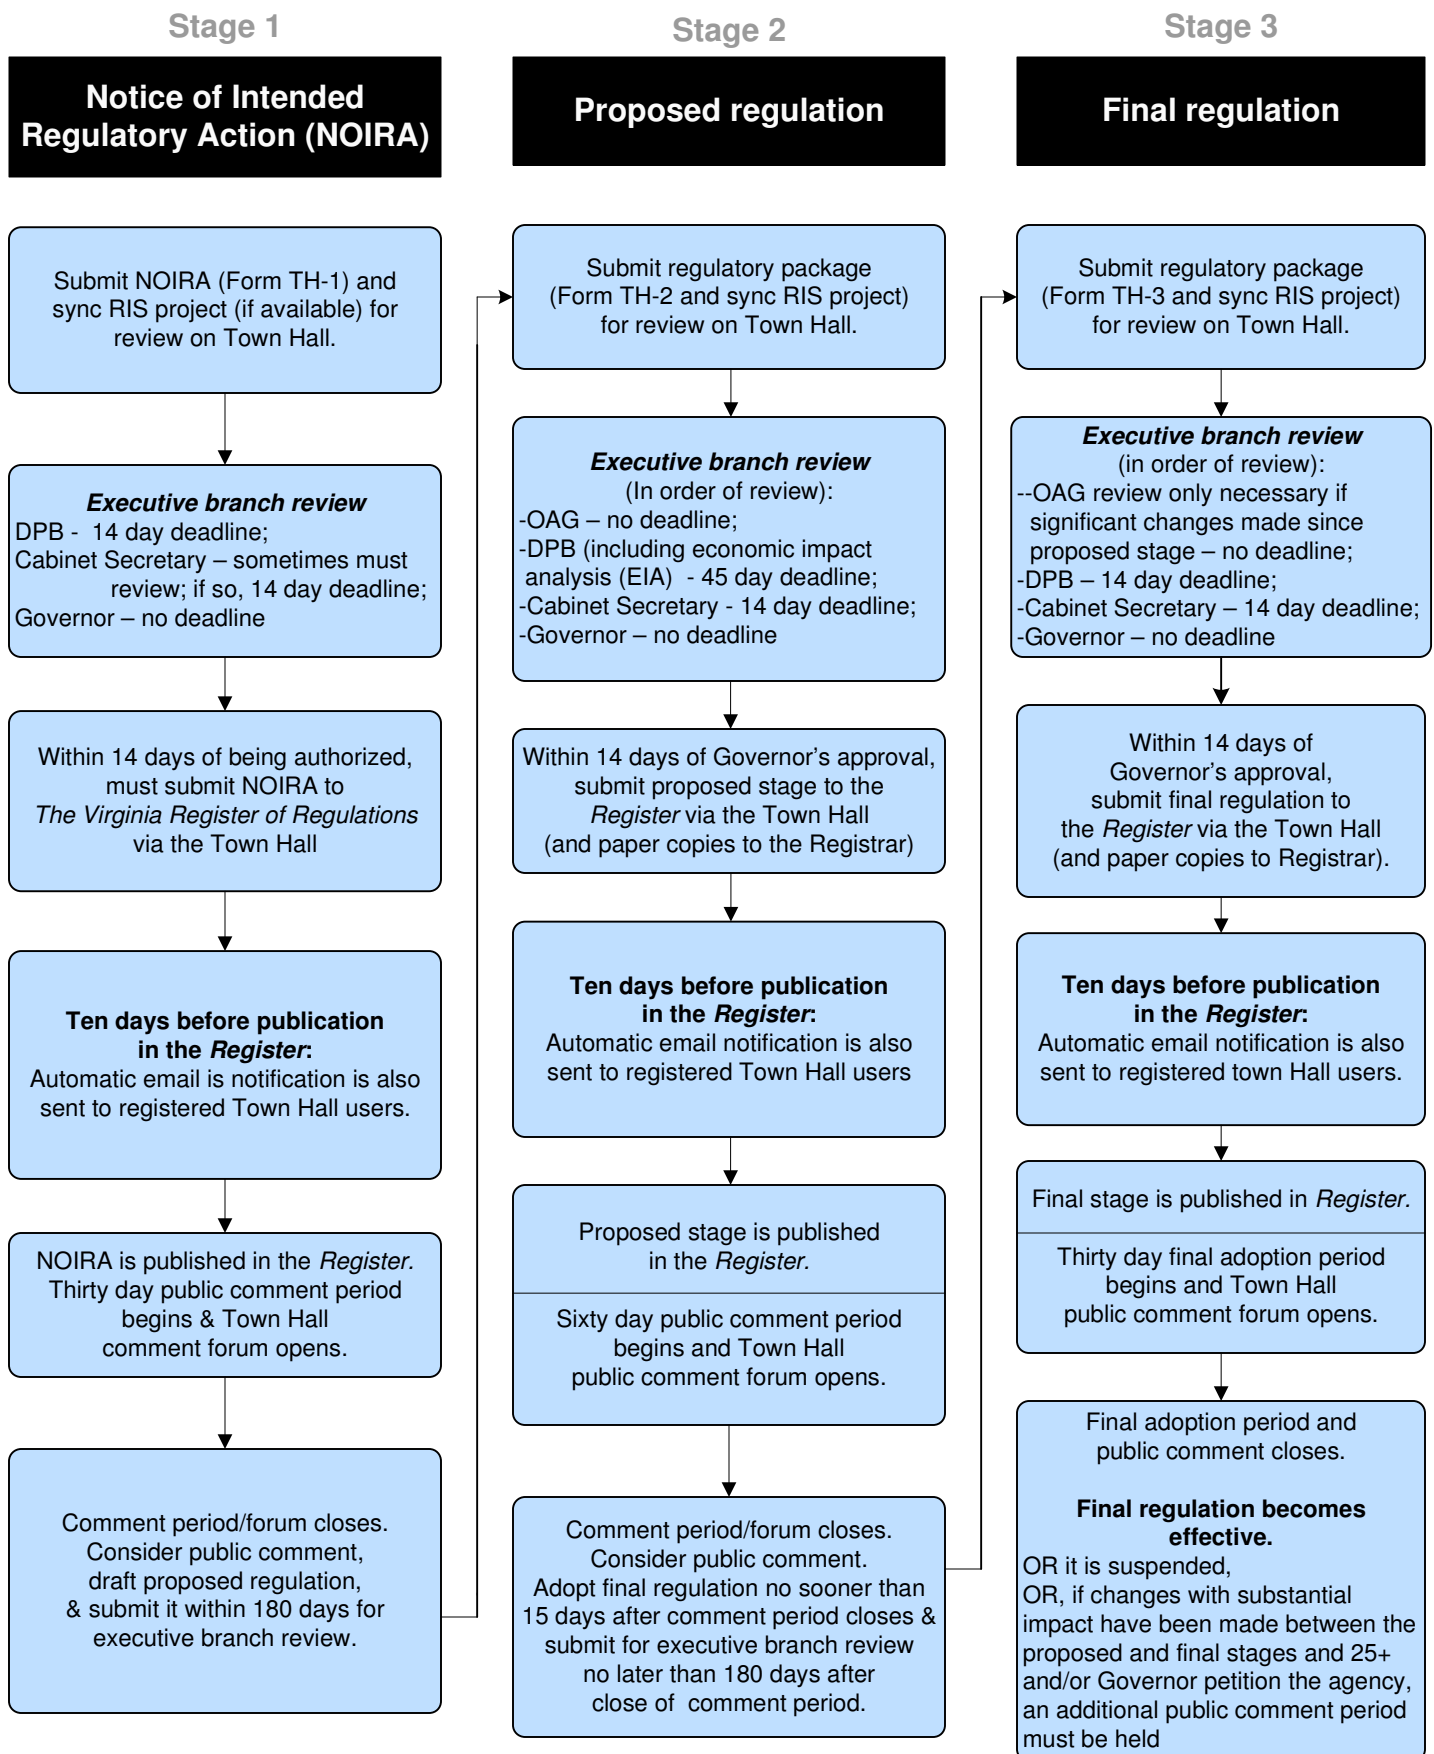 Stage 1
Notice of Intended
Regulatory Action (NOIRA)
Submit NOIRA (Form TH-1) and
sync RIS project (if available) for
review on Town Hall.
Executive branch review
DPB - 14 day deadline;
Cabinet Secretary – sometimes must
review; if so, 14 day deadline;
Governor – no deadline
Within 14 days of being authorized,
must submit NOIRA to
The Virginia Register of Regulations
via the Town Hall
Ten days before publication
in the Register:
Automatic email is notification is also
sent to registered Town Hall users.
NOIRA is published in the Register.
Thirty day public comment period
begins & Town Hall
comment forum opens.
Comment period/forum closes.
Consider public comment,
draft proposed regulation,
& submit it within 180 days for
executive branch review.
Stage 2
Proposed regulation
Submit regulatory package
(Form TH-2 and sync RIS project)
for review on Town Hall.
Executive branch review
(In order of review):
-OAG – no deadline;
-DPB (including economic impact
analysis (EIA) - 45 day deadline;
-Cabinet Secretary - 14 day deadline;
-Governor – no deadline
Within 14 days of Governor's approval,
submit proposed stage to the
Register via the Town Hall
(and paper copies to the Registrar)
Ten days before publication
in the Register:
Automatic email notification is also
sent to registered Town Hall users
Proposed stage is published
in the Register.
Sixty day public comment period
begins and Town Hall
public comment forum opens.
Comment period/forum closes.
Consider public comment.
Adopt final regulation no sooner than
15 days after comment period closes &
submit for executive branch review
no later than 180 days after
close of comment period.
Stage 3
Final regulation
Submit regulatory package
(Form TH-3 and sync RIS project)
for review on Town Hall.
Executive branch review
(in order of review):
--OAG review only necessary if
significant changes made since
proposed stage – no deadline;
-DPB – 14 day deadline;
-Cabinet Secretary – 14 day deadline;
-Governor – no deadline
Within 14 days of
Governor's approval,
submit final regulation to
the Register via the Town Hall
(and paper copies to Registrar).
Ten days before publication
in the Register:
Automatic email notification is also
sent to registered town Hall users.
Final stage is published in Register.
Thirty day final adoption period
begins and Town Hall
public comment forum opens.
Final adoption period and
public comment closes.
Final regulation becomes
effective.
OR it is suspended,
OR, if changes with substantial
impact have been made between the
proposed and final stages and 25+
and/or Governor petition the agency,
an additional public comment period
must be held